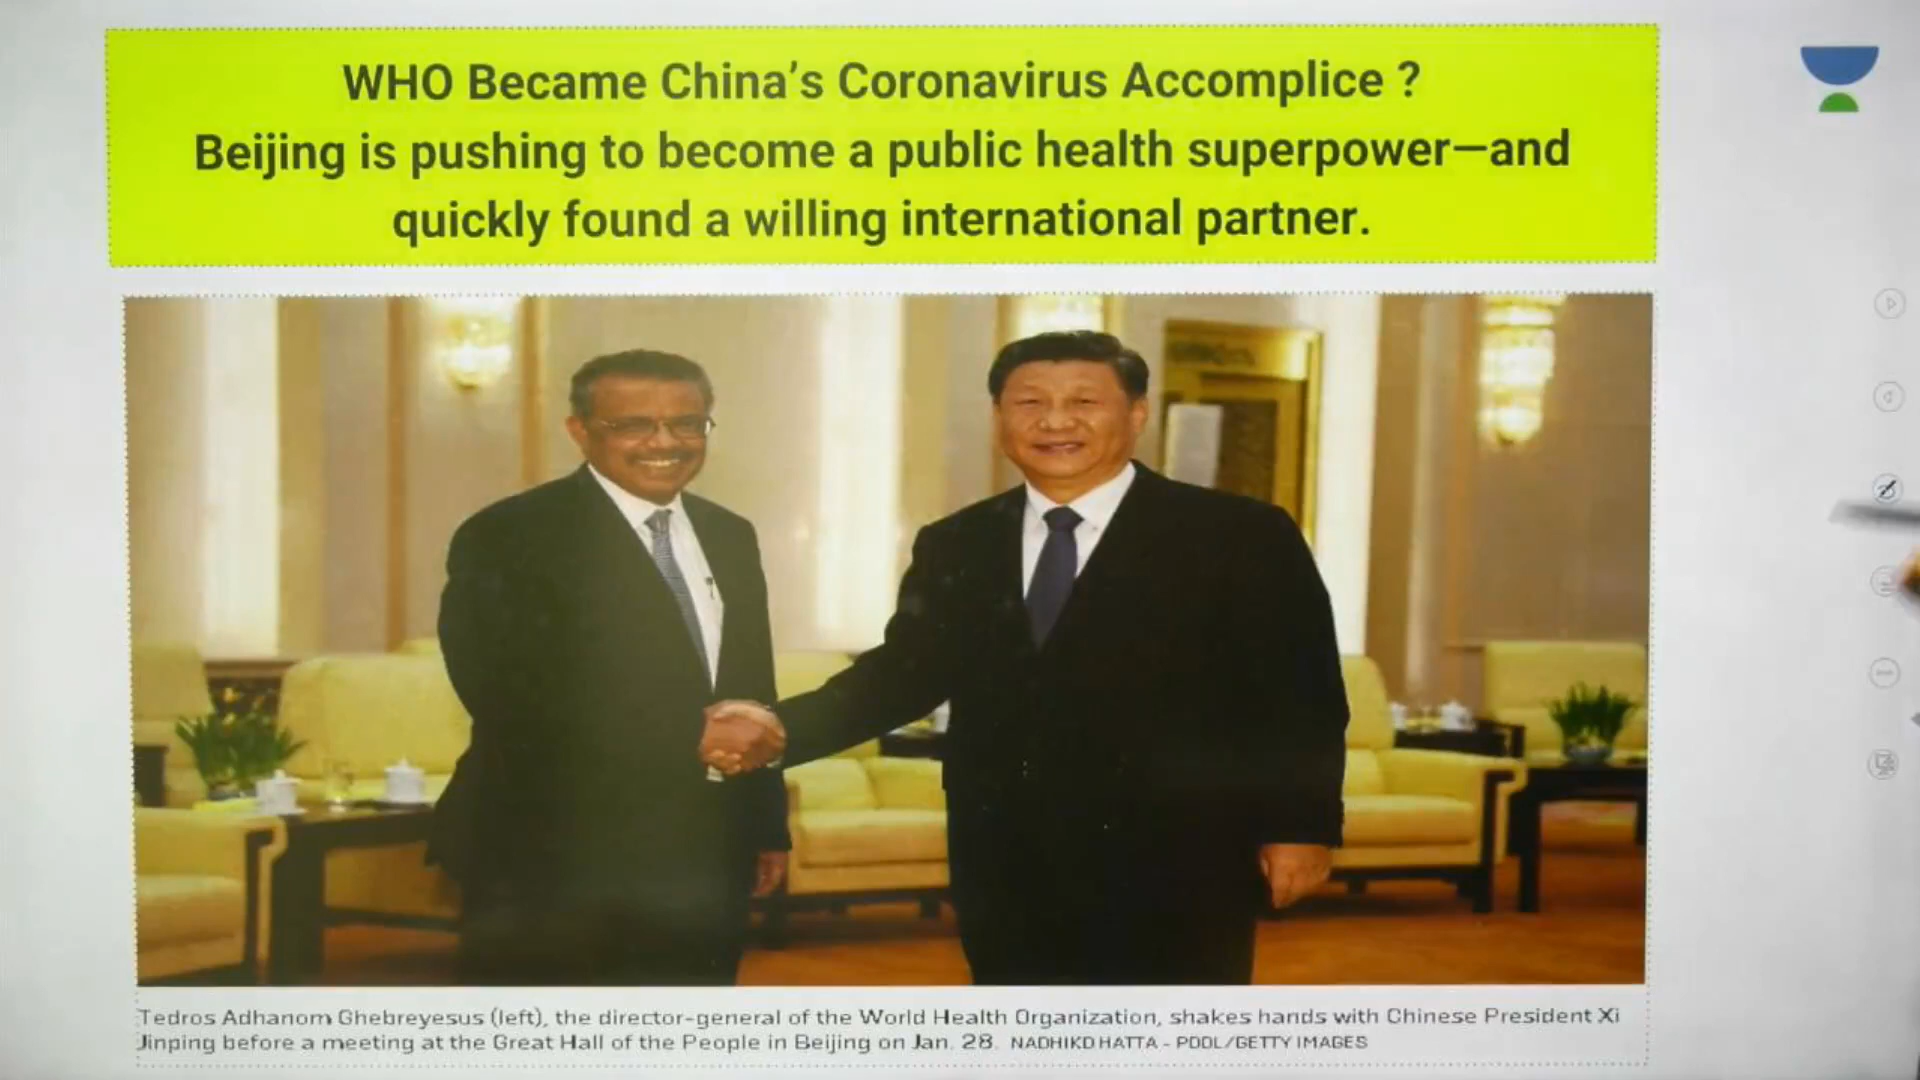 WHO Became China's Coronavirus Accomplice ?
Beijing is pushing to become a public health superpower—and
quickly found a willing international partner.
Tedros Adhanom Ghebreyesus (left), the director-general of the World Health Organization, shakes hands with Chinese President Xi
Jinping before a meeting at the Great Hall of the People in Beijing on Jan. 28. NAOHIKO HATTA - POOL/GETTY IMAGES